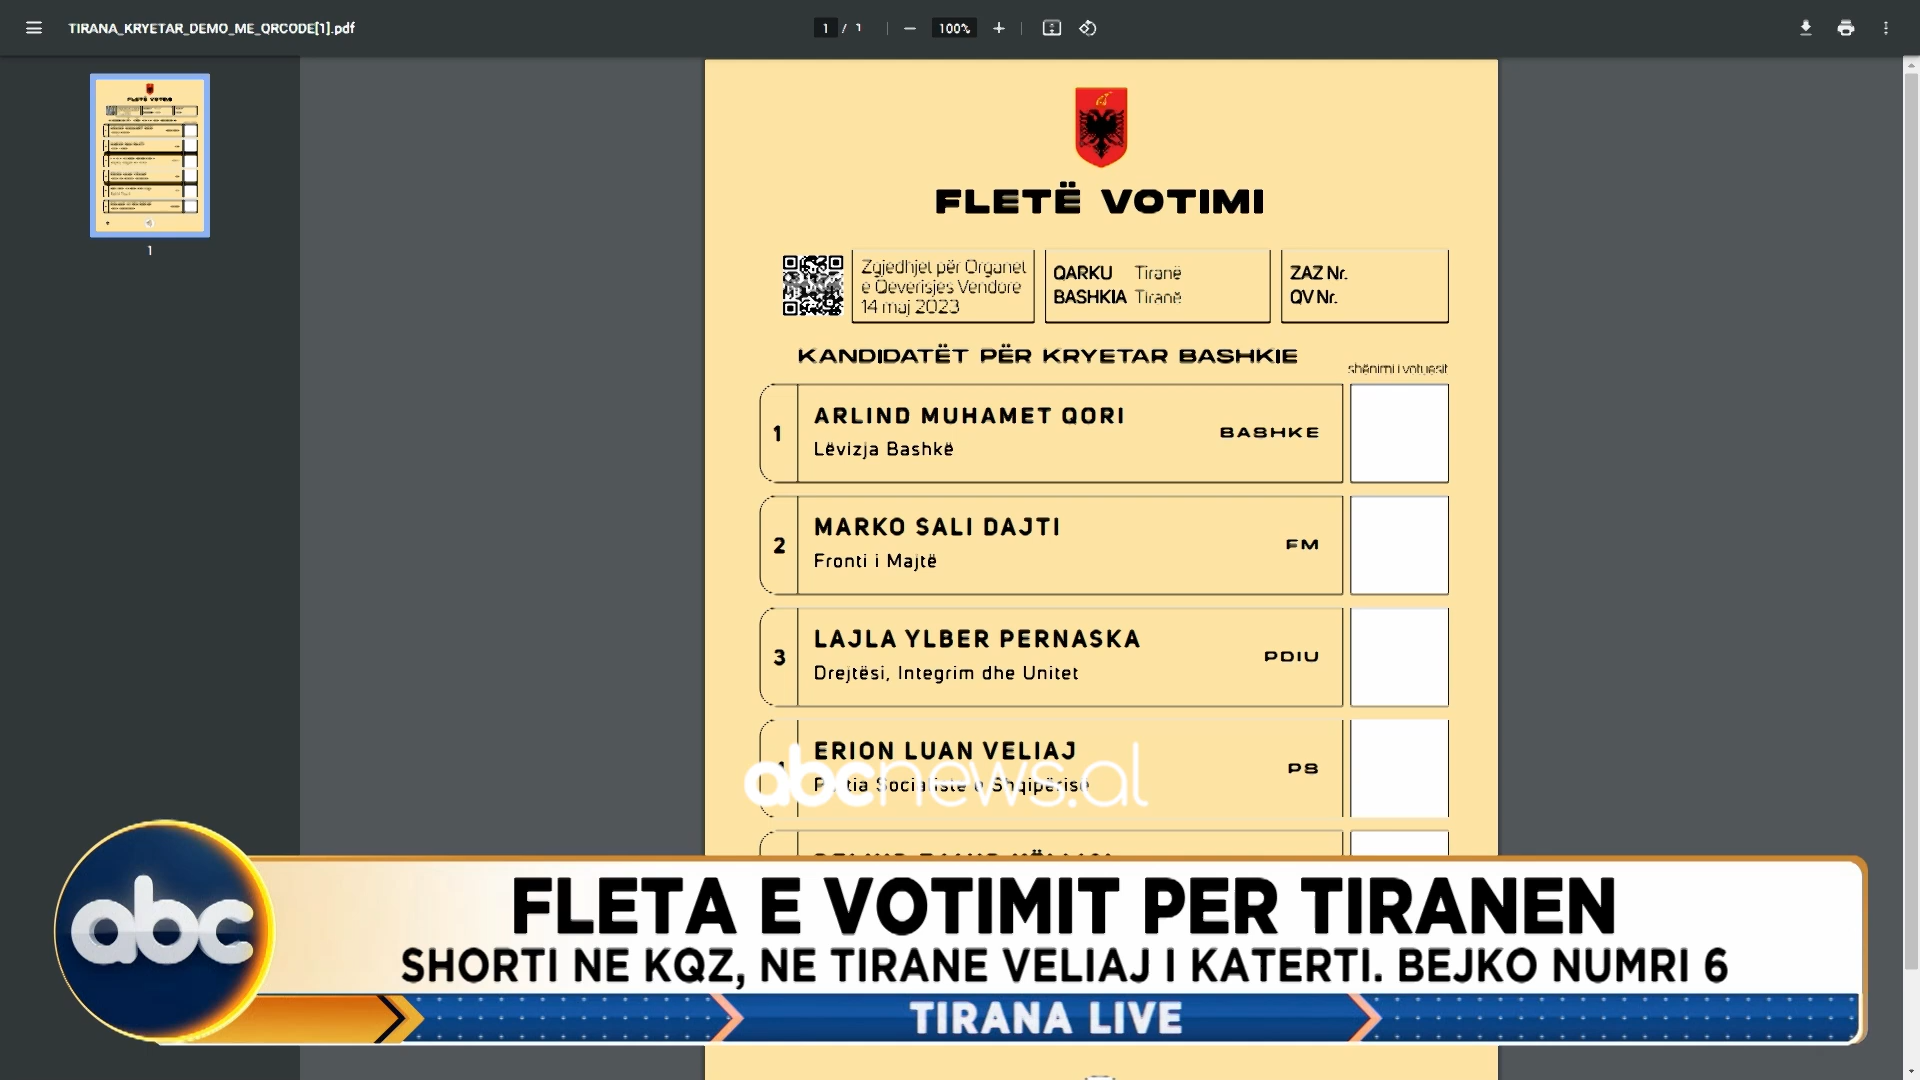 TIRANA_KRYETAR_DEMO_ME_QRCODE[1].pdf
1 / 1
100%
1
FLETË VOTIMI
Zgjedhjet për Organet
e Qeverisjes Vendore
14 maj 2023
QARKU Tiranë
BASHKIA Tiranë
ZAZ Nr.
QV Nr.
KANDIDATËT PËR KRYETAR BASHKIE
shënimi i votuesit
1
ARLIND MUHAMET QORI
Lëvizja Bashkë
BASHKE
2
MARKO SALI DAJTI
Fronti i Majtë
FM
3
LAJLA YLBER PERNASKA
Drejtësi, Integrim dhe Unitet
PDIU
ERION LUAN VELIAJ
Partia Socialiste e Shqipërisë
PS
abcnews.al
abc
FLETA E VOTIMIT PER TIRANEN
SHORTI NE KQZ, NE TIRANE VELIAJ I KATERTI. BEJKO NUMRI 6
TIRANA LIVE